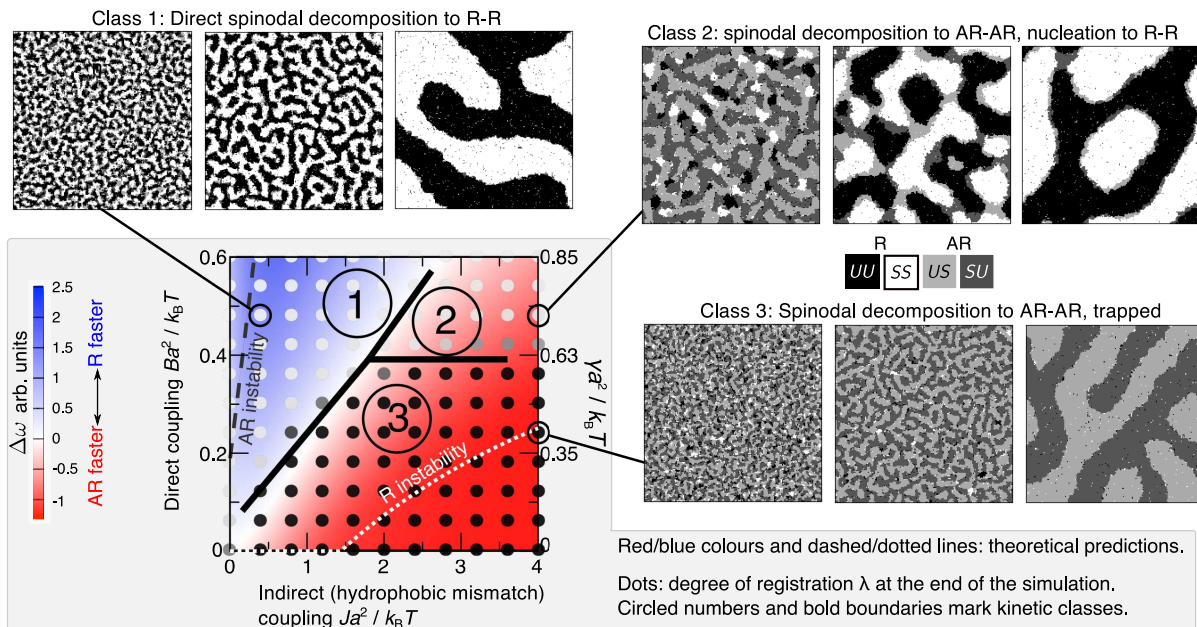 Class 1: Direct spinodal decomposition to R-R
Class 2: spinodal decomposition to AR-AR, nucleation to R-R
R AR
UU SS US SU
Class 3: Spinodal decomposition to AR-AR, trapped
Δω arb. units
2.5
2
1.5
1
0.5
0
-0.5
-1
AR faster
R faster
Direct coupling Ba² / k_BT
0.6
0.4
0.2
0
AR instability
1
2
3
R instability
0.85
0.63
0.35
0
γa² / k_BT
0 1 2 3 4
Indirect (hydrophobic mismatch)
coupling Ja² / k_BT
Red/blue colours and dashed/dotted lines: theoretical predictions.
Dots: degree of registration λ at the end of the simulation.
Circled numbers and bold boundaries mark kinetic classes.